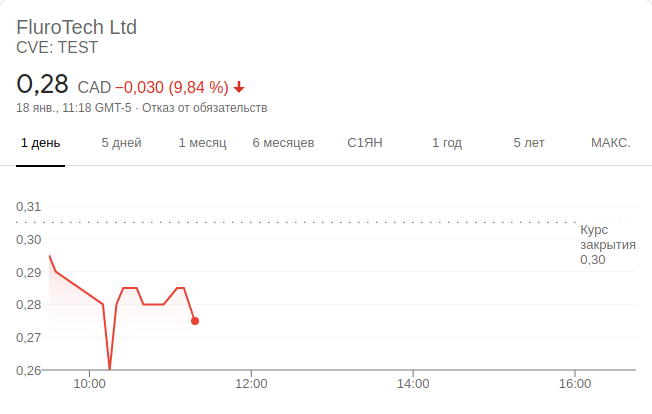 FluroTech Ltd
CVE: TEST
0,28 CAD −0,030 (9,84 %)
18 янв., 11:18 GMT-5 · Отказ от обязательств
1 день 5 дней 1 месяц 6 месяцев С1ЯН 1 год 5 лет МАКС.
0,31
Курс
0,30 закрытия
0,30
0,29
0,28
0,27
0,26
10:00 12:00 14:00 16:00